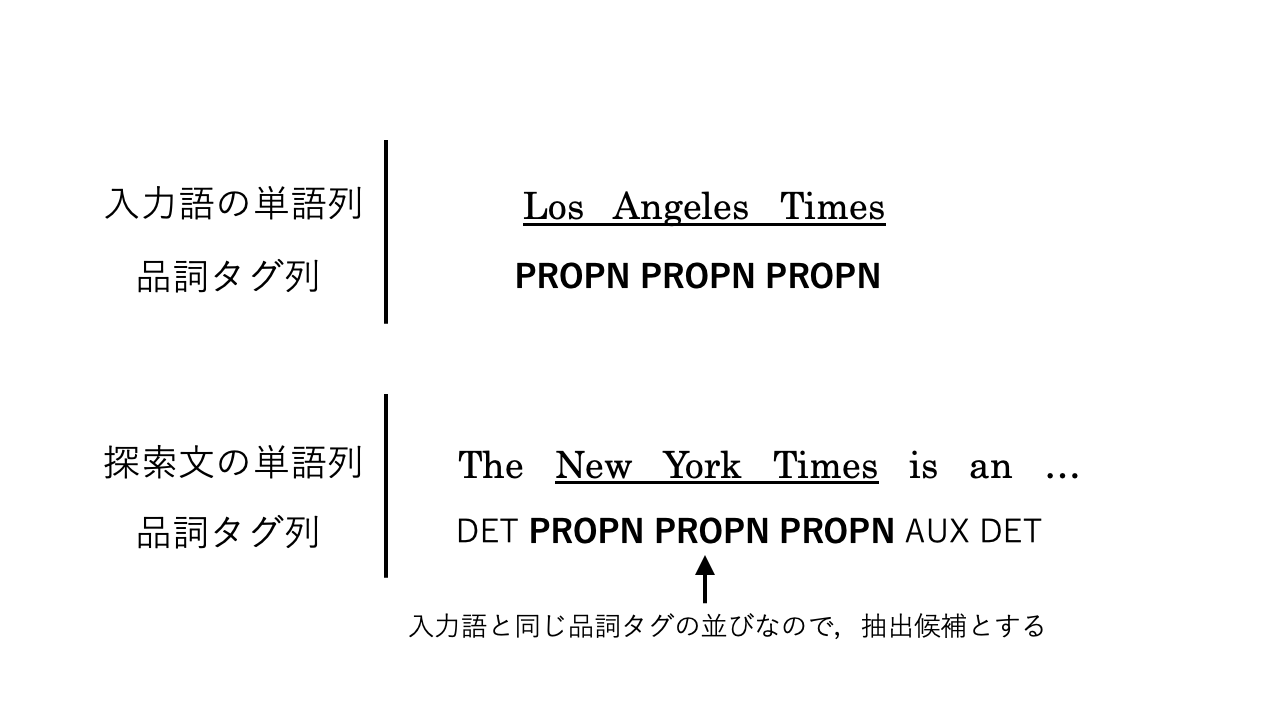 入力語の単語列 Los Angeles Times
品詞タグ列 PROPN PROPN PROPN
探索文の単語列 The New York Times is an …
品詞タグ列 DET PROPN PROPN PROPN AUX DET
入力語と同じ品詞タグの並びなので，抽出候補とする